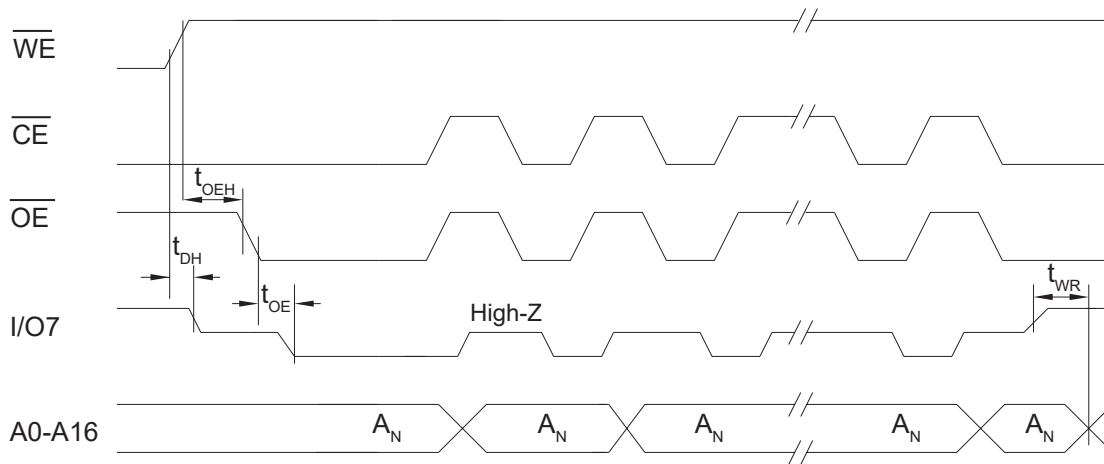 WE
CE
tOEH
OE
tDH
tOE
tWR
I/O7
High-Z
A0-A16
AN AN AN AN AN